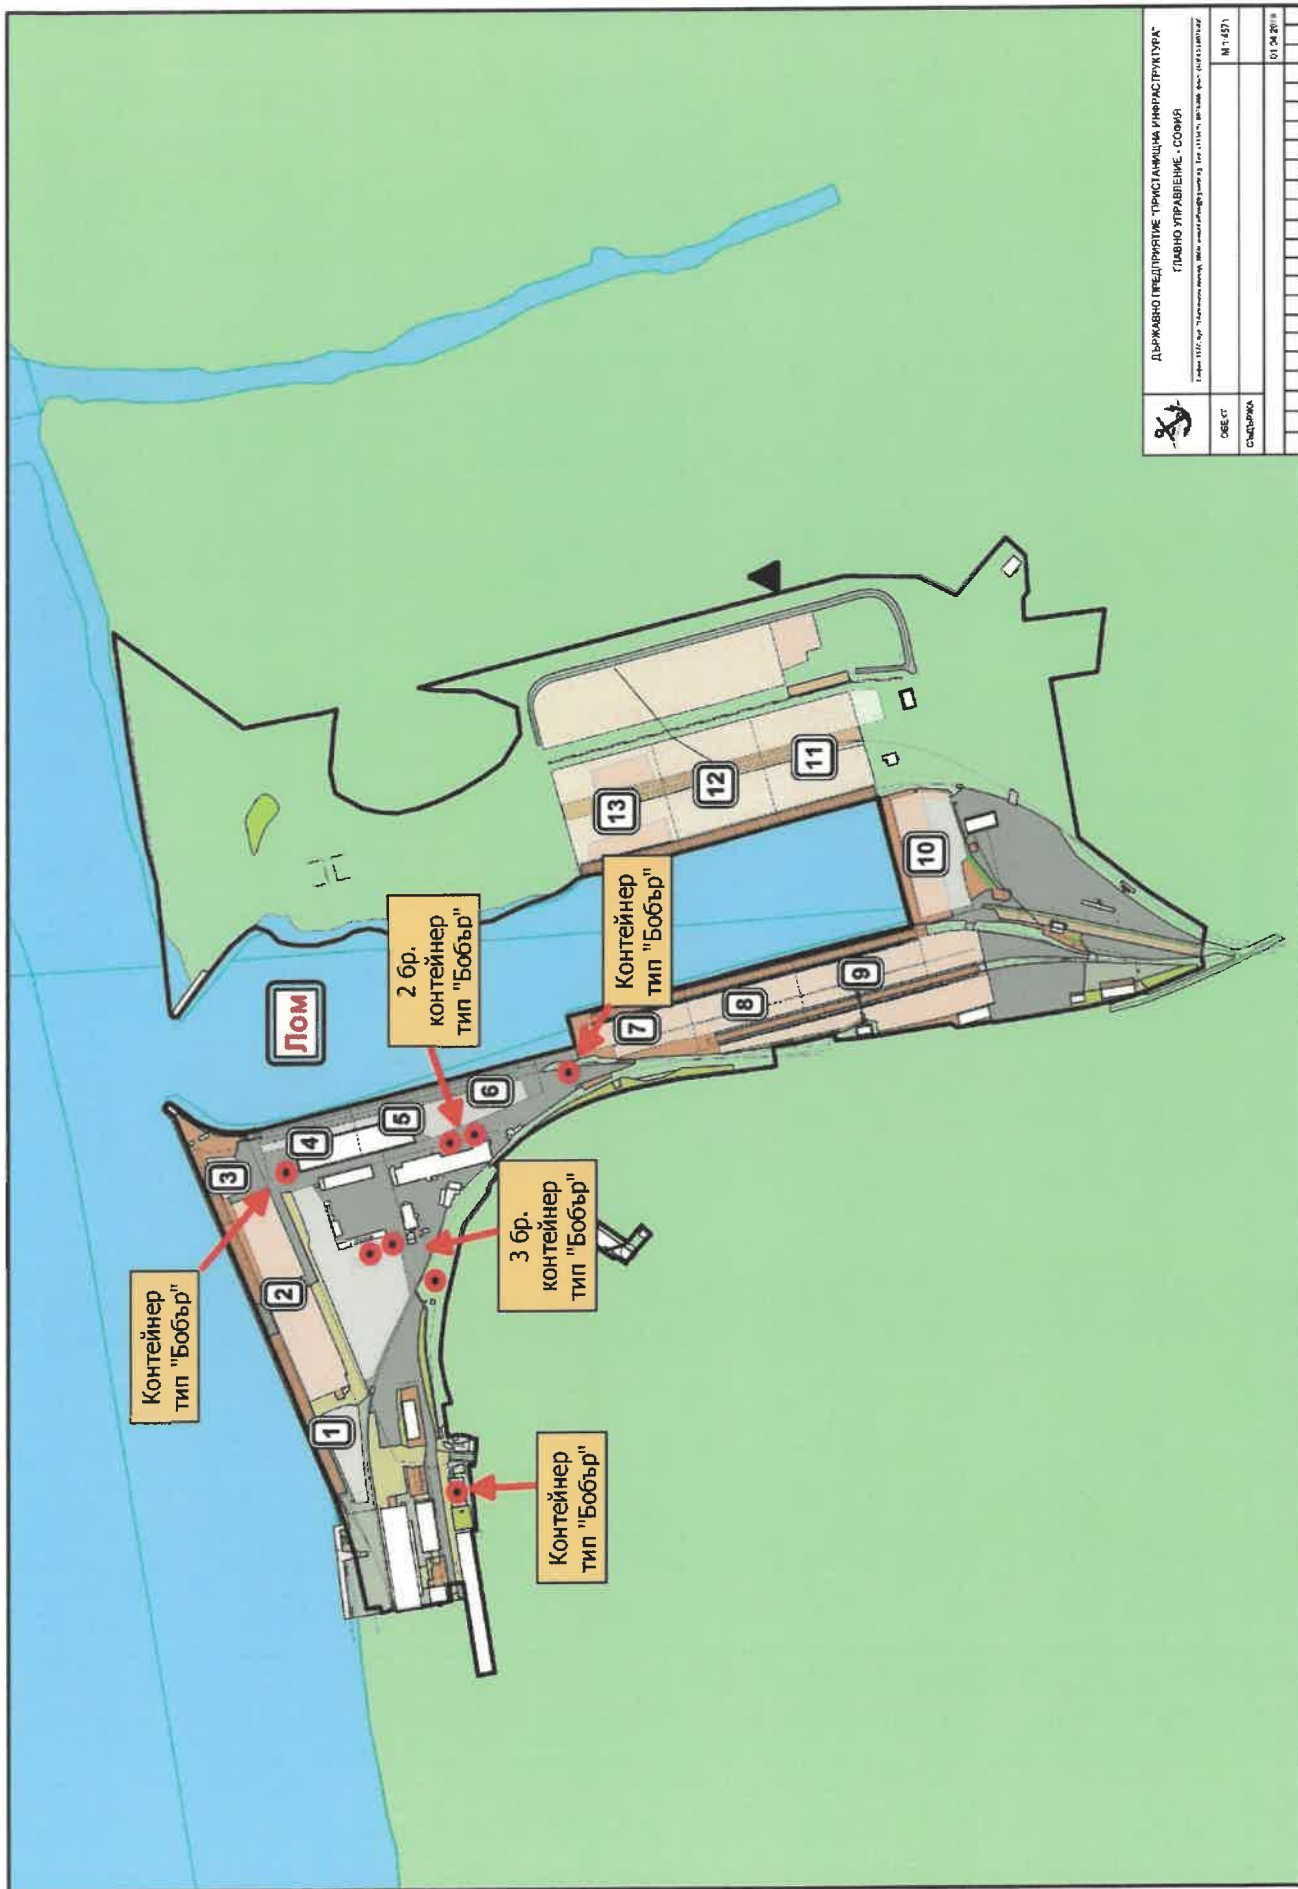 Контейнер
тип "Бобър"
Контейнер
тип "Бобър"
3 бр.
контейнер
тип "Бобър"
2 бр.
контейнер
тип "Бобър"
Контейнер
тип "Бобър"
Лом
1
2
3
4
5
6
7
8
9
10
11
12
13
ДЪРЖАВНО ПРЕДПРИЯТИЕ "ПРИСТАНИЩНА ИНФРАСТРУКТУРА"
ГЛАВНО УПРАВЛЕНИЕ - СОФИЯ
ОБЕКТ
М 1:4571
СЪДЪРЖА